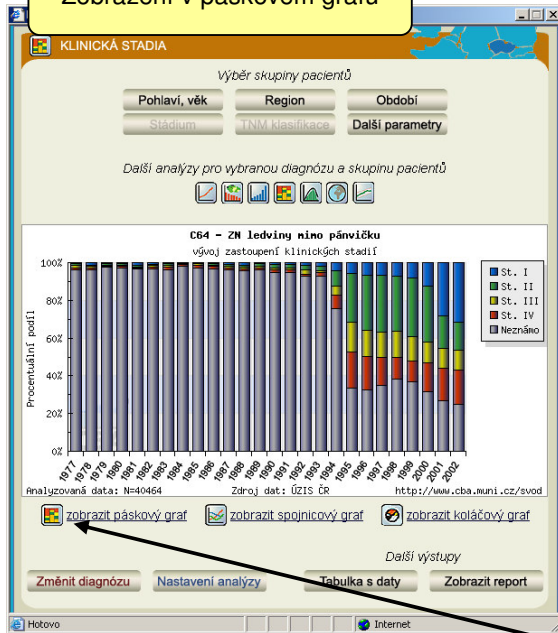 Zobrazení v páskovém grafu
KLINICKÁ STADIA
Výběr skupiny pacientů
Pohlaví, věk Region Období
Stádium TNM klasifikace Další parametry
Další analýzy pro vybranou diagnózu a skupinu pacientů
C64 - ZN ledviny mimo pánvičku
vývoj zastoupení klinických stadií
Procentuální podíl
100%
80%
60%
40%
20%
0%
St. I
St. II
St. III
St. IV
Neznámo
1977 1978 1979 1980 1981 1982 1983 1984 1985 1986 1987 1988 1989 1990 1991 1992 1993 1994 1995 1996 1997 1998 1999 2000 2001 2002
Analyzovaná data: N=40464 Zdroj dat: ÚZIS ČR http://www.cba.muni.cz/svod
zobrazit páskový graf zobrazit spojnicový graf zobrazit koláčový graf
Další výstupy
Změnit diagnózu Nastavení analýzy Tabulka s daty Zobrazit report
Hotovo Internet